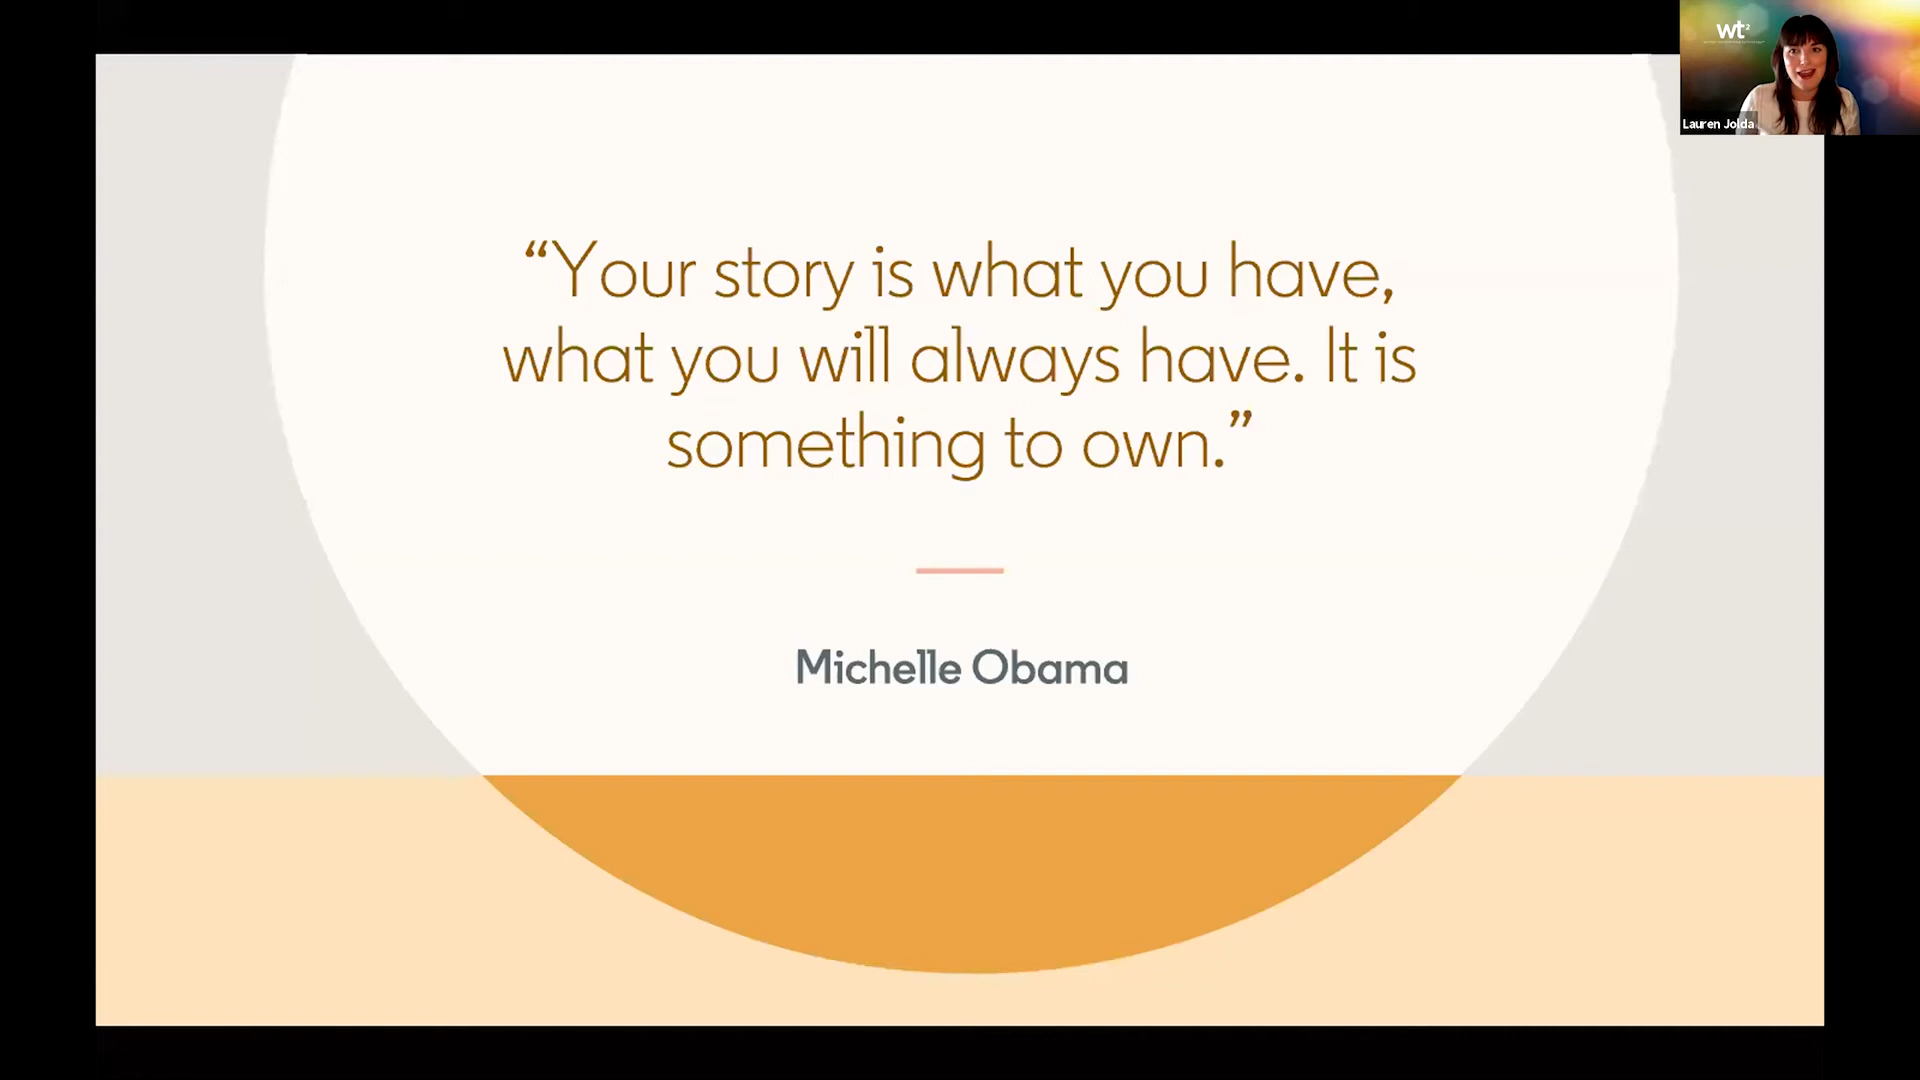 wt²
Lauren Jolda
“Your story is what you have,
what you will always have. It is
something to own.”
Michelle Obama